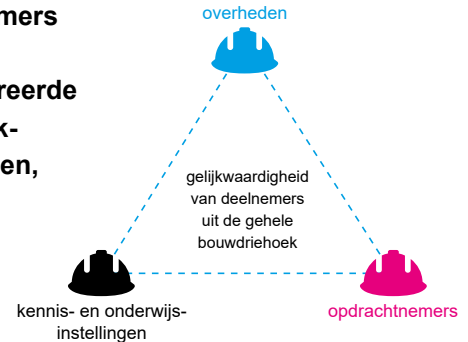 mers
reerde
k-
en,
overheden
gelijkwaardigheid
van deelnemers
uit de gehele
bouwdriehoek
kennis- en onderwijs-
instellingen
opdrachtnemers